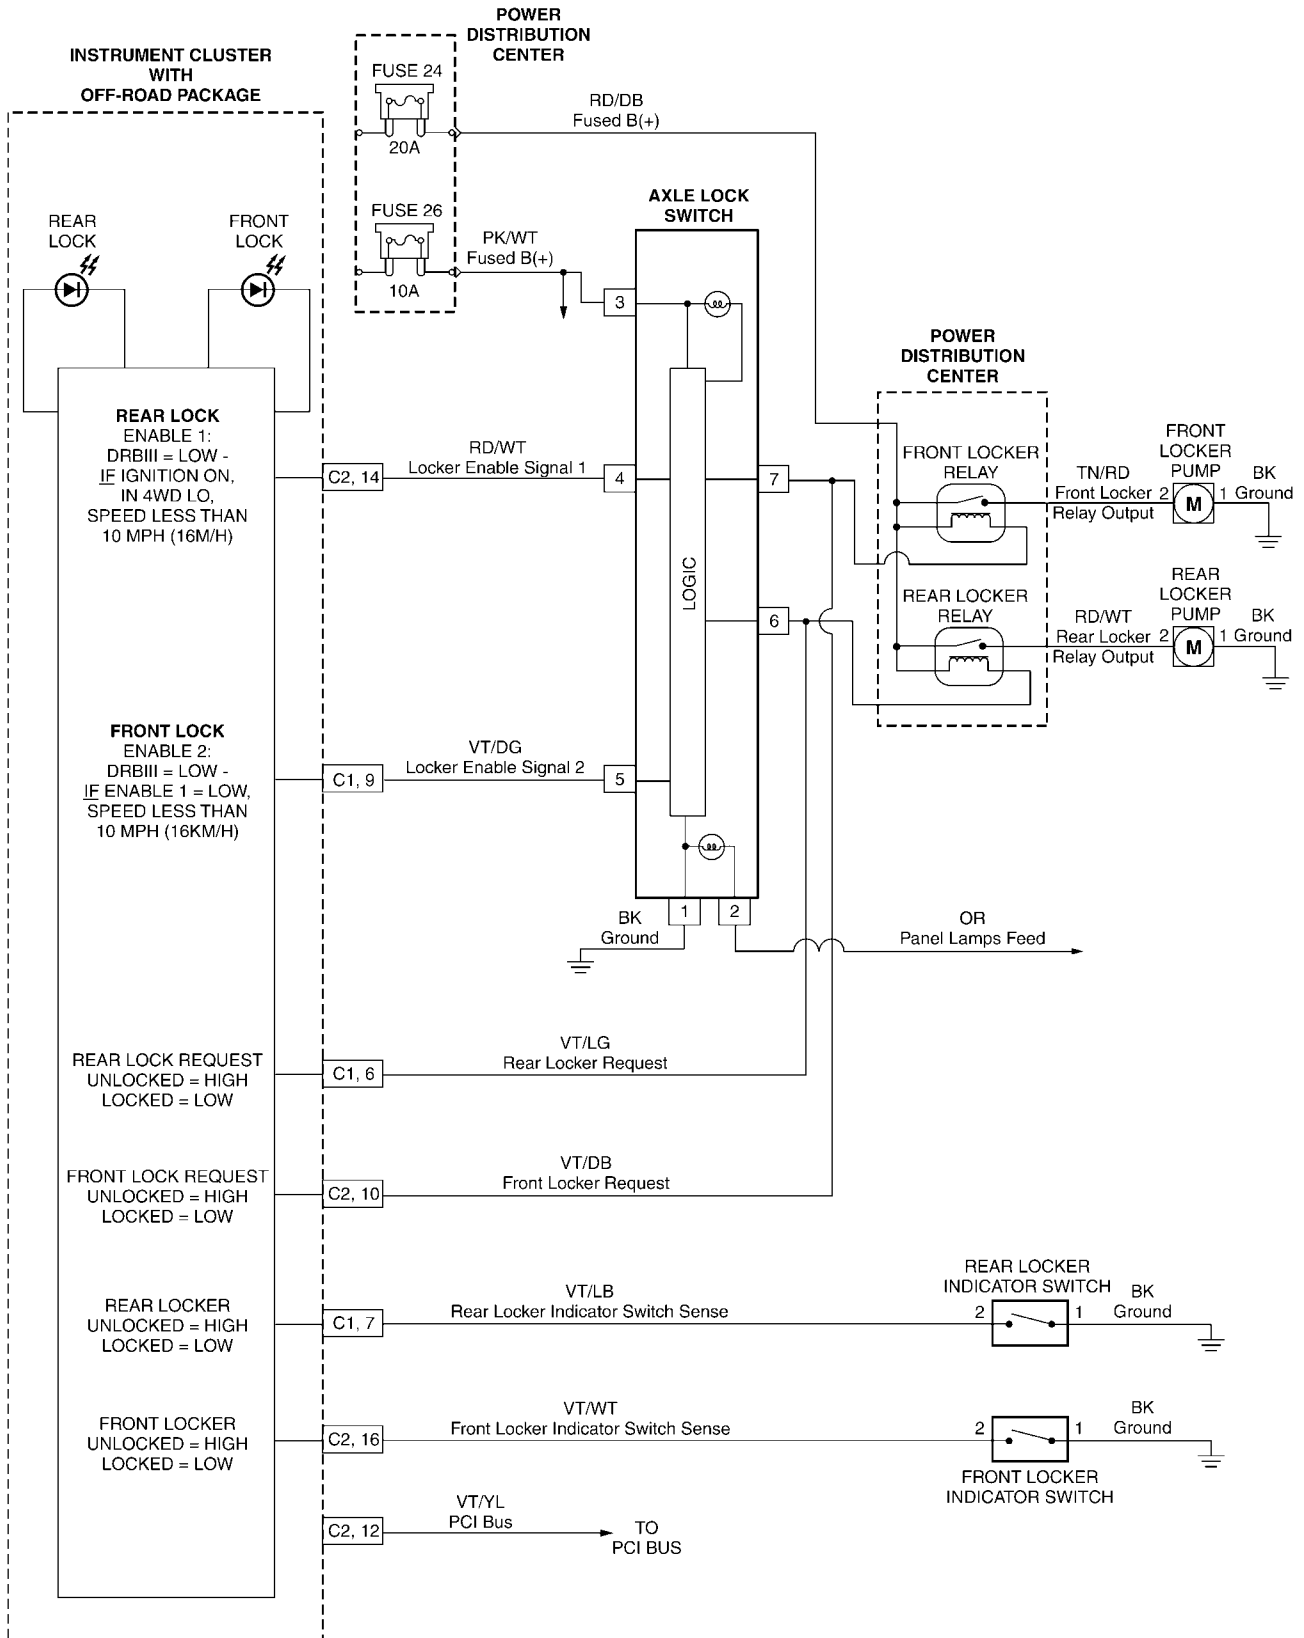 POWER
DISTRIBUTION
CENTER
INSTRUMENT CLUSTER
WITH
OFF-ROAD PACKAGE
FUSE 24
20A
RD/DB
Fused B(+)
FUSE 26
10A
PK/WT
Fused B(+)
AXLE LOCK
SWITCH
REAR
LOCK
FRONT
LOCK
3
POWER
DISTRIBUTION
CENTER
REAR LOCK
ENABLE 1:
DRBIII = LOW -
IF IGNITION ON,
IN 4WD LO,
SPEED LESS THAN
10 MPH (16M/H)
C2, 14
RD/WT
Locker Enable Signal 1
4
7
LOGIC
6
FRONT LOCKER
RELAY
TN/RD
Front Locker
Relay Output
2
FRONT
LOCKER
PUMP
M
1
BK
Ground
REAR LOCKER
RELAY
RD/WT
Rear Locker
Relay Output
2
REAR
LOCKER
PUMP
M
1
BK
Ground
FRONT LOCK
ENABLE 2:
DRBIII = LOW -
IF ENABLE 1 = LOW,
SPEED LESS THAN
10 MPH (16KM/H)
C1, 9
VT/DG
Locker Enable Signal 2
5
BK
Ground
1
2
OR
Panel Lamps Feed
REAR LOCK REQUEST
UNLOCKED = HIGH
LOCKED = LOW
C1, 6
VT/LG
Rear Locker Request
FRONT LOCK REQUEST
UNLOCKED = HIGH
LOCKED = LOW
C2, 10
VT/DB
Front Locker Request
REAR LOCKER
UNLOCKED = HIGH
LOCKED = LOW
C1, 7
VT/LB
Rear Locker Indicator Switch Sense
REAR LOCKER
INDICATOR SWITCH
2
1
BK
Ground
FRONT LOCKER
UNLOCKED = HIGH
LOCKED = LOW
C2, 16
VT/WT
Front Locker Indicator Switch Sense
2
1
BK
Ground
FRONT LOCKER
INDICATOR SWITCH
C2, 12
VT/YL
PCI Bus
TO
PCI BUS